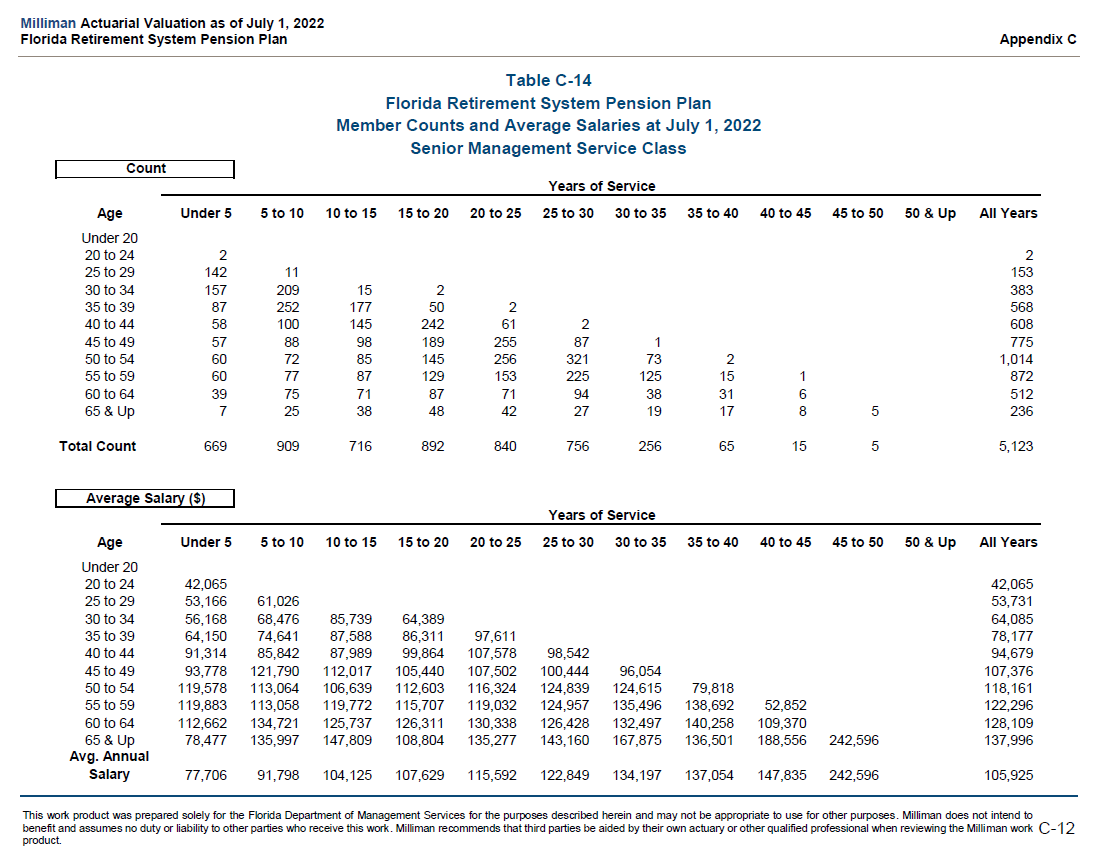 Milliman Actuarial Valuation as of July 1, 2022
Florida Retirement System Pension Plan Appendix C
Table C-14
Florida Retirement System Pension Plan
Member Counts and Average Salaries at July 1, 2022
Senior Management Service Class
Count
Years of Service
Age Under 5 5 to 10 10 to 15 15 to 20 20 to 25 25 to 30 30 to 35 35 to 40 40 to 45 45 to 50 50 & Up All Years
Under 20
20 to 24 2 2
25 to 29 142 11 153
30 to 34 157 209 15 2 383
35 to 39 87 252 177 50 2 568
40 to 44 58 100 145 242 61 2 608
45 to 49 57 88 98 189 255 87 1 775
50 to 54 60 72 85 145 256 321 73 2 1,014
55 to 59 60 77 87 129 153 225 125 15 1 872
60 to 64 39 75 71 87 71 94 38 31 6 512
65 & Up 7 25 38 48 42 27 19 17 8 5 236
Total Count 669 909 716 892 840 756 256 65 15 5 5,123
Average Salary ($)
Years of Service
Age Under 5 5 to 10 10 to 15 15 to 20 20 to 25 25 to 30 30 to 35 35 to 40 40 to 45 45 to 50 50 & Up All Years
Under 20
20 to 24 42,065 42,065
25 to 29 53,166 61,026 53,731
30 to 34 56,168 68,476 85,739 64,389 64,085
35 to 39 64,150 74,641 87,588 86,311 97,611 78,177
40 to 44 91,314 85,842 87,989 99,864 107,578 98,542 94,679
45 to 49 93,778 121,790 112,017 105,440 107,502 100,444 96,054 107,376
50 to 54 119,578 113,064 106,639 112,603 116,324 124,839 124,615 79,818 118,161
55 to 59 119,883 113,058 119,772 115,707 119,032 124,957 135,496 138,692 52,852 122,296
60 to 64 112,662 134,721 125,737 126,311 130,338 126,428 132,497 140,258 109,370 128,109
65 & Up 78,477 135,997 147,809 108,804 135,277 143,160 167,875 136,501 188,556 242,596 137,996
Avg. Annual
Salary 77,706 91,798 104,125 107,629 115,592 122,849 134,197 137,054 147,835 242,596 105,925
This work product was prepared solely for the Florida Department of Management Services for the purposes described herein and may not be appropriate to use for other purposes. Milliman does not intend to
benefit and assumes no duty or liability to other parties who receive this work. Milliman recommends that third parties be aided by their own actuary or other qualified professional when reviewing the Milliman work C-12
product.